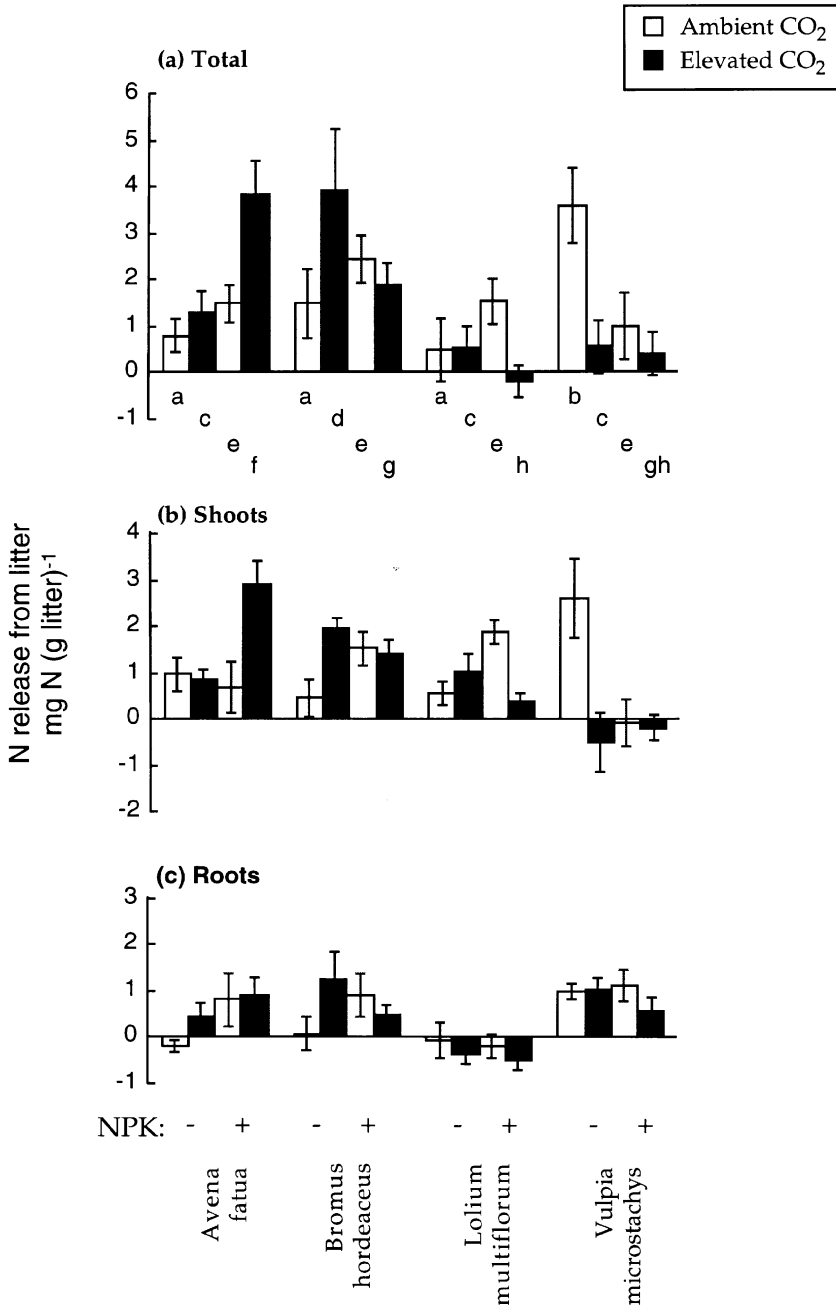 Ambient CO2
Elevated CO2
(a) Total
6
5
4
3
2
1
0
-1
a
c
e
f
a
d
e
g
a
c
e
h
b
c
e
gh
N release from litter
mg N (g litter)-1
(b) Shoots
4
3
2
1
0
-1
-2
(c) Roots
3
2
1
0
-1
NPK: - + - + - + - +
Avena
fatua
Bromus
hordeaceus
Lolium
multiflorum
Vulpia
microstachys